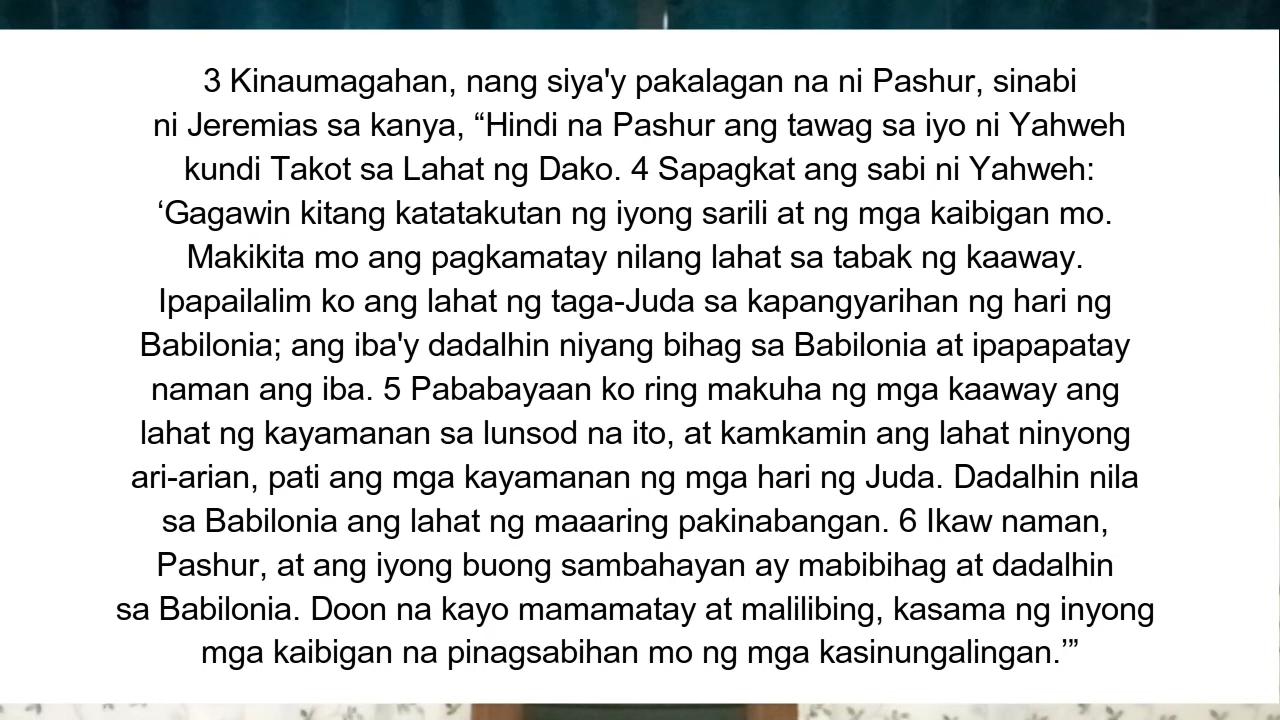 3 Kinaumagahan, nang siya'y pakalagan na ni Pashur, sinabi
ni Jeremias sa kanya, “Hindi na Pashur ang tawag sa iyo ni Yahweh
kundi Takot sa Lahat ng Dako. 4 Sapagkat ang sabi ni Yahweh:
‘Gagawin kitang katatakutan ng iyong sarili at ng mga kaibigan mo.
Makikita mo ang pagkamatay nilang lahat sa tabak ng kaaway.
Ipapailalim ko ang lahat ng taga-Juda sa kapangyarihan ng hari ng
Babilonia; ang iba'y dadalhin niyang bihag sa Babilonia at ipapapatay
naman ang iba. 5 Pababayaan ko ring makuha ng mga kaaway ang
lahat ng kayamanan sa lunsod na ito, at kamkamin ang lahat ninyong
ari-arian, pati ang mga kayamanan ng mga hari ng Juda. Dadalhin nila
sa Babilonia ang lahat ng maaaring pakinabangan. 6 Ikaw naman,
Pashur, at ang iyong buong sambahayan ay mabibihag at dadalhin
sa Babilonia. Doon na kayo mamamatay at malilibing, kasama ng inyong
mga kaibigan na pinagsabihan mo ng mga kasinungalingan.’”